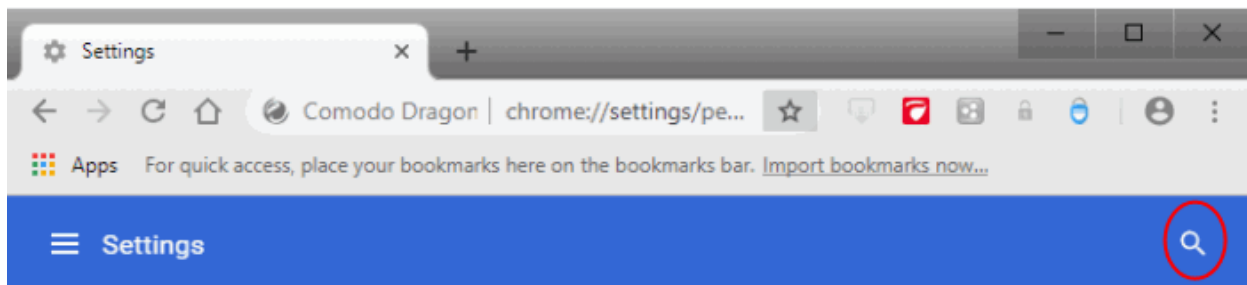 Settings
Comodo Dragon | chrome://settings/pe...
Apps For quick access, place your bookmarks here on the bookmarks bar. Import bookmarks now...
Settings